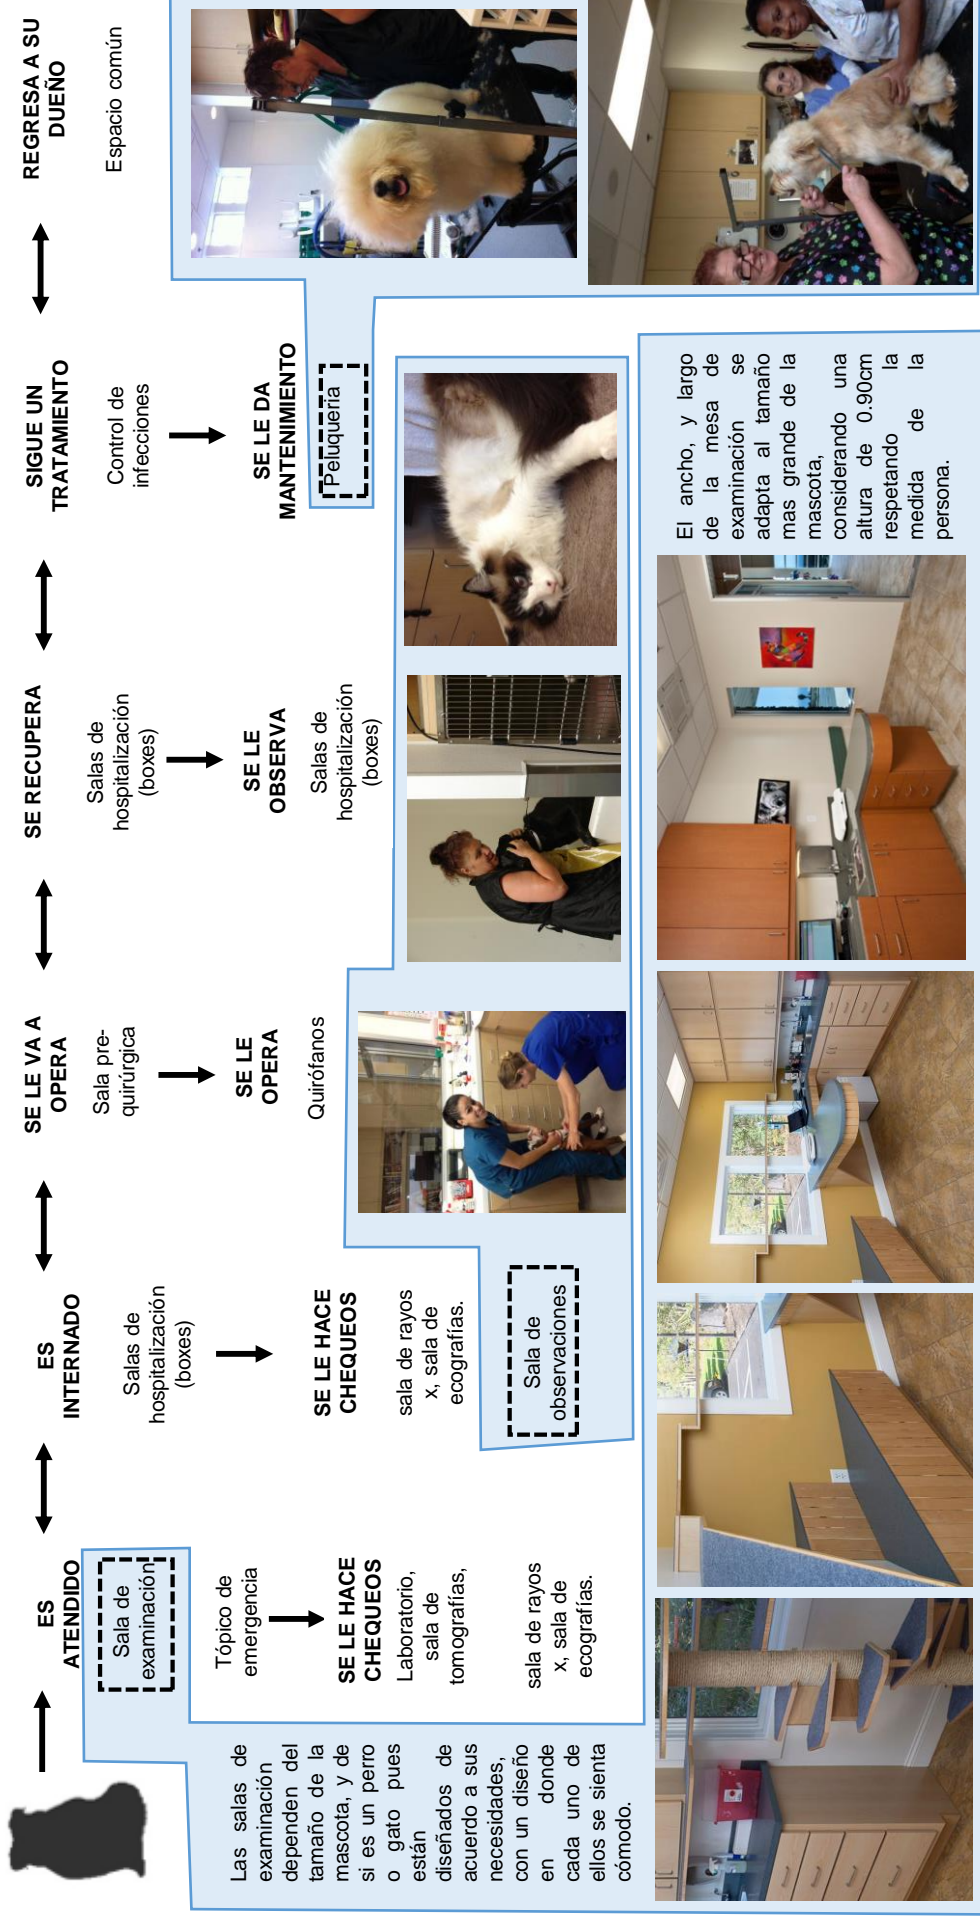 ES
ATENDIDO
Sala de
examinación
Tópico de
emergencia
SE LE HACE
CHEQUEOS
Laboratorio,
sala de
tomografías,
sala de rayos
x, sala de
ecografías.
ES
INTERNADO
Salas de
hospitalización
(boxes)
SE LE HACE
CHEQUEOS
sala de rayos
x, sala de
ecografías.
Sala de
observaciones
SE LE VA A
OPERA
Sala pre-
quirúrgica
SE LE
OPERA
Quirófanos
SE RECUPERA
Salas de
hospitalización
(boxes)
SE LE
OBSERVA
Salas de
hospitalización
(boxes)
SIGUE UN
TRATAMIENTO
Control de
infecciones
SE LE DA
MANTENIMIENTO
Peluqueria
REGRESA A SU
DUEÑO
Espacio común
Las salas de
examinación
dependen del
tamaño de la
mascota, y de
si es un perro
o gato pues
están
diseñados de
acuerdo a sus
necesidades,
con un diseño
en donde
cada uno de
ellos se sienta
cómodo.
El ancho, y largo
de la mesa de
examinación se
adapta al tamaño
mas grande de la
mascota,
considerando una
altura de 0.90cm
respetando la
medida de la
persona.